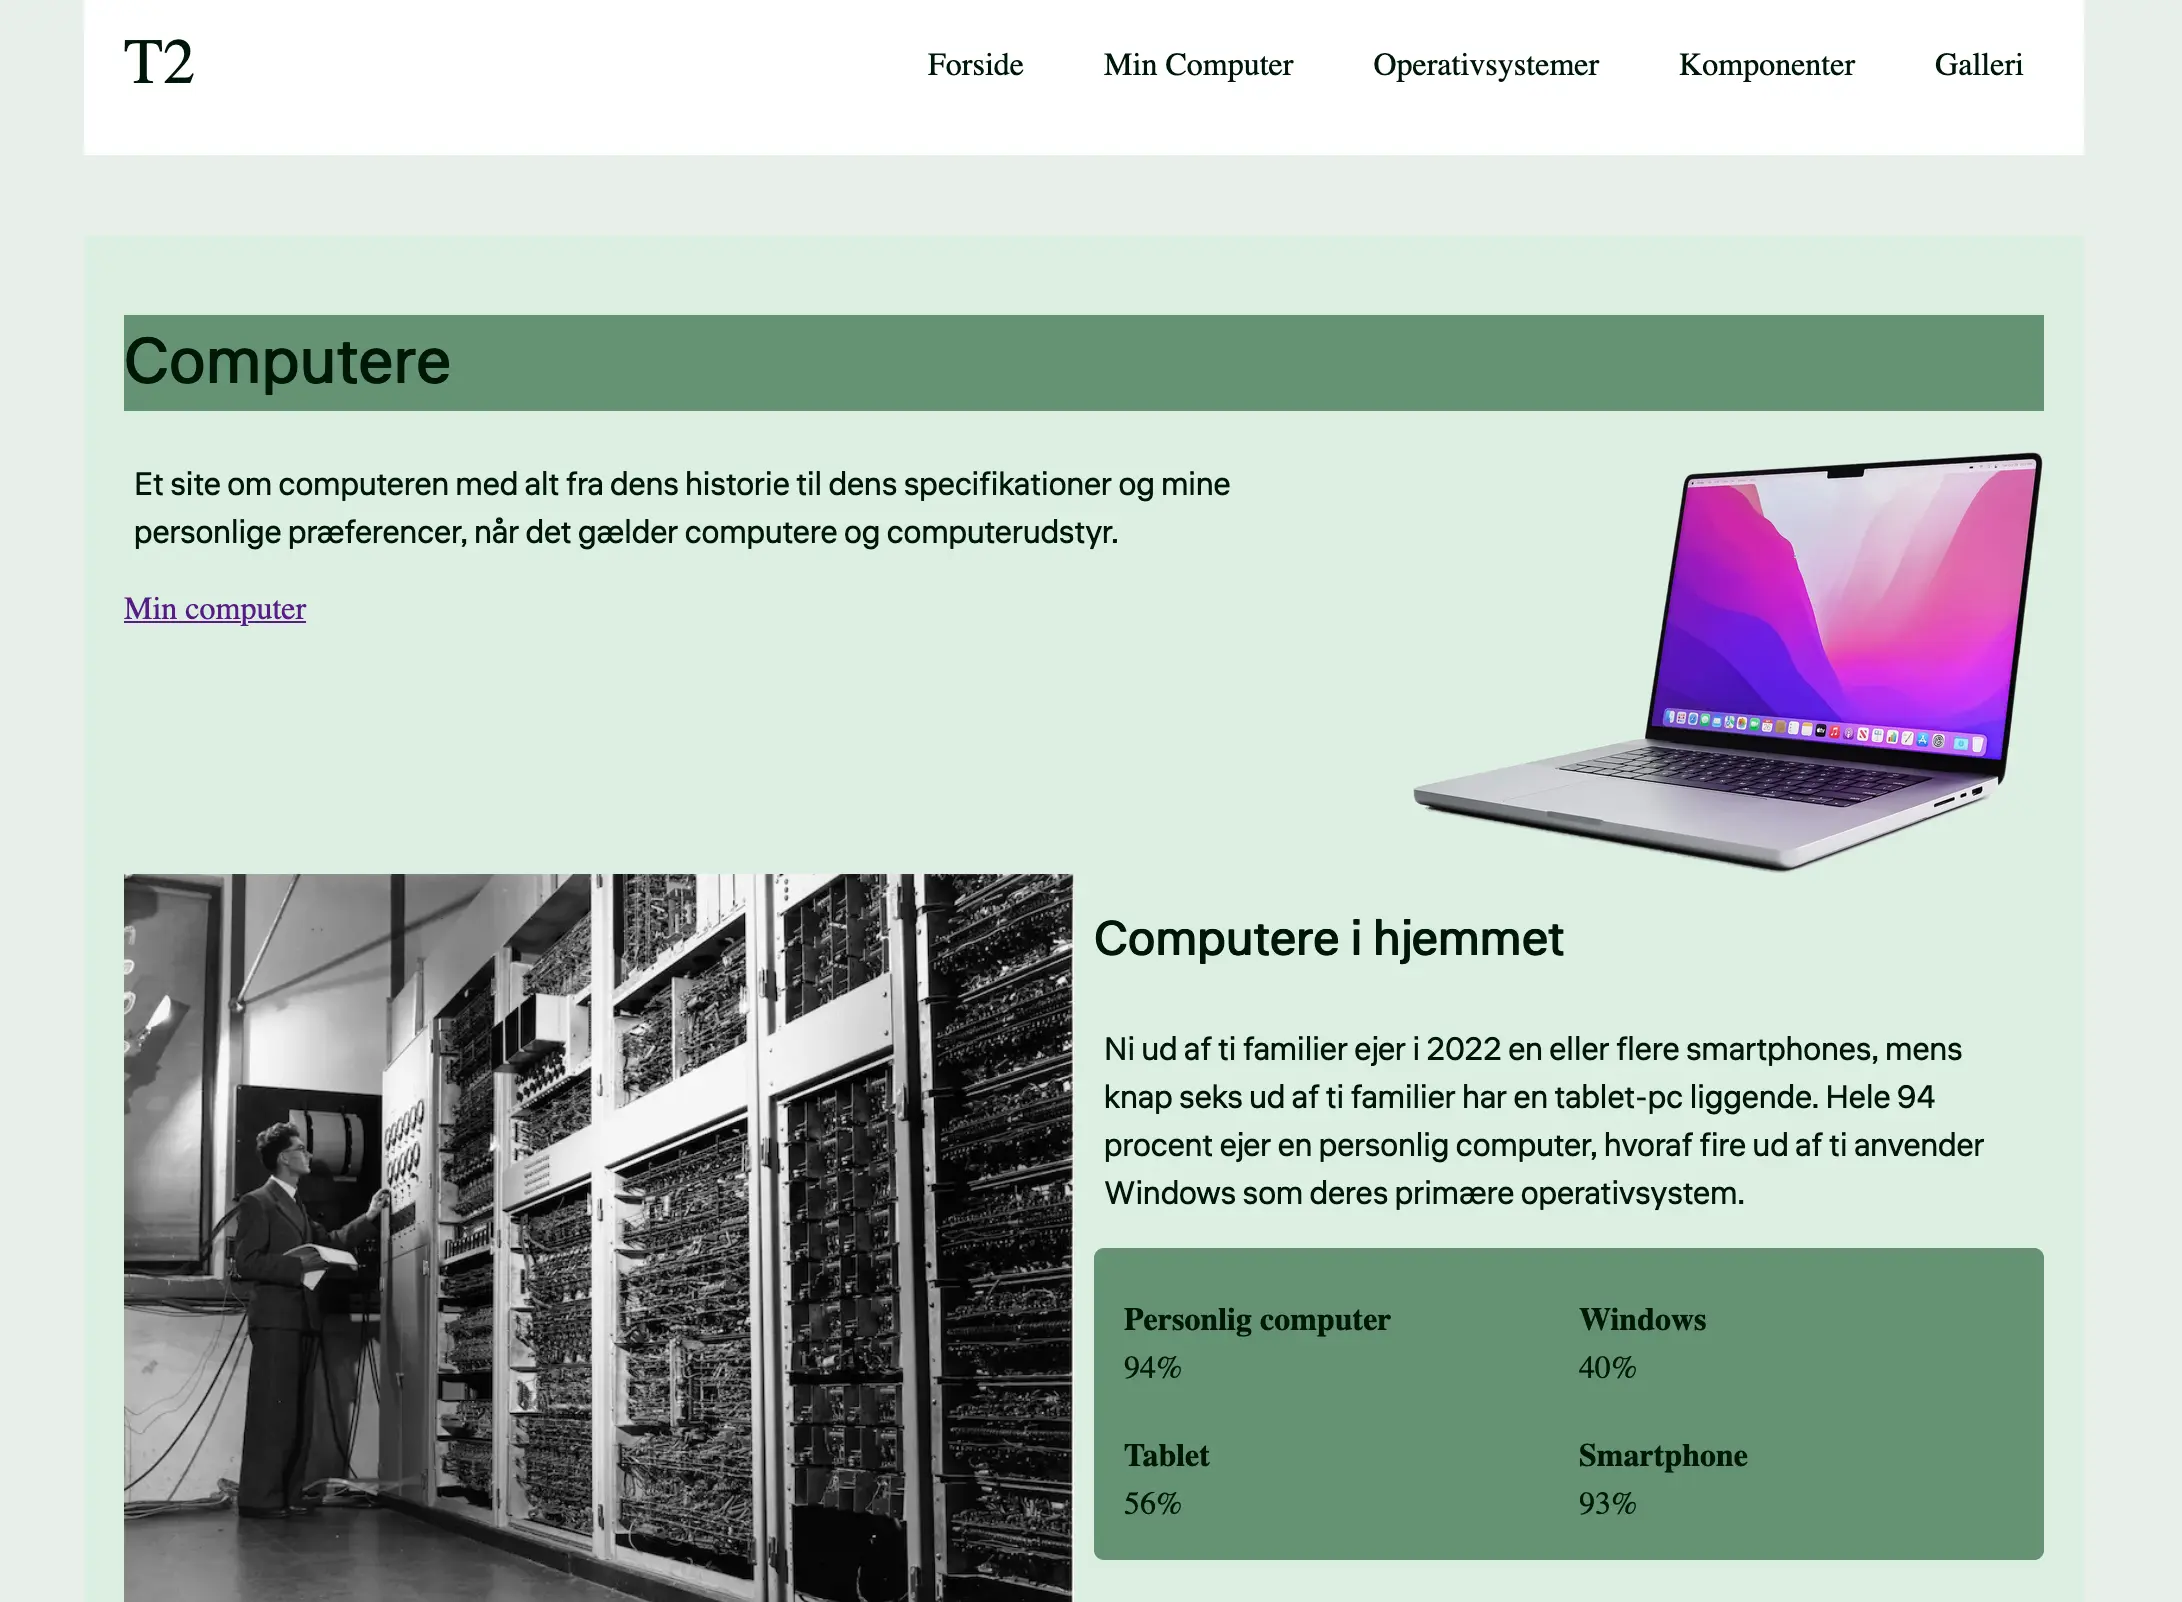 T2
Forside
Min Computer
Operativsystemer
Komponenter
Galleri
Computere
Et site om computeren med alt fra dens historie til dens specifikationer og mine
personlige præferencer, når det gælder computere og computerudstyr.
Min computer
Computere i hjemmet
Ni ud af ti familier ejer i 2022 en eller flere smartphones, mens
knap seks ud af ti familier har en tablet-pc liggende. Hele 94
procent ejer en personlig computer, hvoraf fire ud af ti anvender
Windows som deres primære operativsystem.
Personlig computer
94%
Windows
40%
Tablet
56%
Smartphone
93%